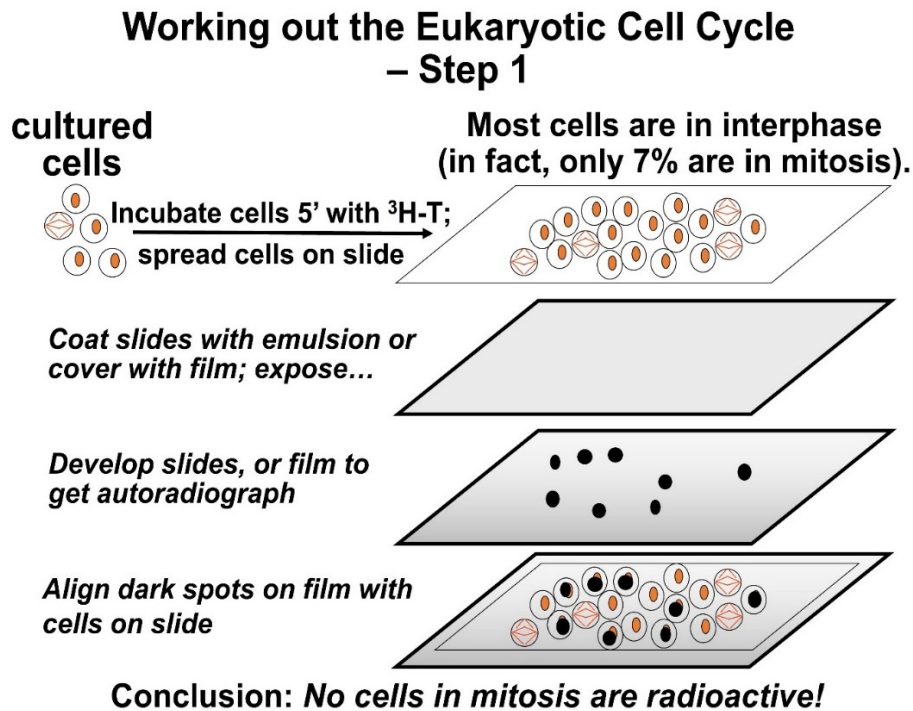 Working out the Eukaryotic Cell Cycle
– Step 1
cultured
cells
Most cells are in interphase
(in fact, only 7% are in mitosis).
Incubate cells 5’ with ³H-T;
spread cells on slide
Coat slides with emulsion or
cover with film; expose…
Develop slides, or film to
get autoradiograph
Align dark spots on film with
cells on slide
Conclusion: No cells in mitosis are radioactive!